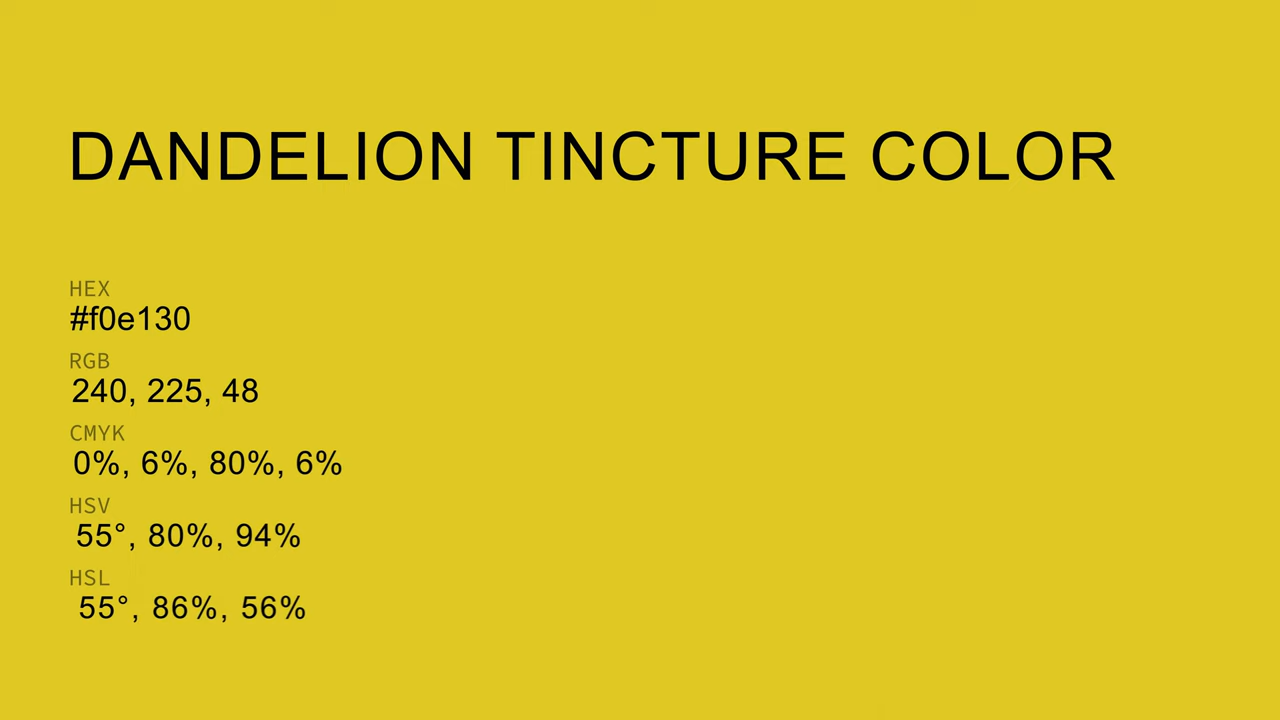 DANDELION TINCTURE COLOR
HEX
#f0e130
RGB
240, 225, 48
CMYK
0%, 6%, 80%, 6%
HSV
55°, 80%, 94%
HSL
55°, 86%, 56%